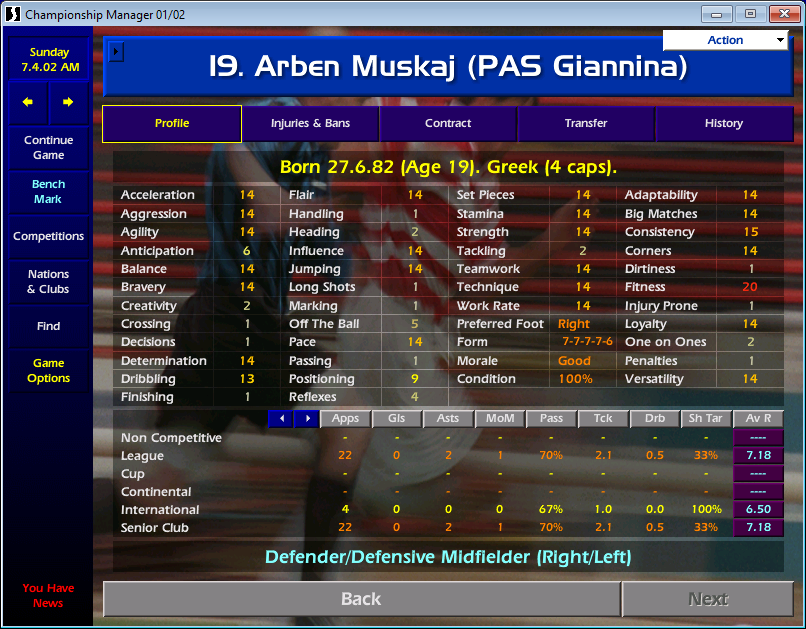 Championship Manager 01/02
Sunday
7.4.02 AM
Continue
Game
Bench
Mark
Competitions
Nations
& Clubs
Find
Game
Options
You Have
News
Action
19. Arben Muskaj (PAS Giannina)
Profile Injuries & Bans Contract Transfer History
Born 27.6.82 (Age 19). Greek (4 caps).
Acceleration 14 Flair 14 Set Pieces 14 Adaptability 14
Aggression 14 Handling 1 Stamina 14 Big Matches 14
Agility 14 Heading 2 Strength 14 Consistency 15
Anticipation 6 Influence 14 Tackling 2 Corners 14
Balance 14 Jumping 14 Teamwork 14 Dirtiness 1
Bravery 14 Long Shots 1 Technique 14 Fitness 20
Creativity 2 Marking 1 Work Rate 14 Injury Prone 1
Crossing 1 Off The Ball 5 Preferred Foot Right Loyalty 14
Decisions 1 Pace 14 Form 7-7-7-7-6 One on Ones 2
Determination 14 Passing 1 Morale Good Penalties 1
Dribbling 13 Positioning 9 Condition 100% Versatility 14
Finishing 1 Reflexes 4
Apps Gls Asts MoM Pass Tck Drb Sh Tar Av R
Non Competitive - - - - - - - - ----
League 22 0 2 1 70% 2.1 0.5 33% 7.18
Cup - - - - - - - - ----
Continental - - - - - - - - ----
International 4 0 0 0 67% 1.0 0.0 100% 6.50
Senior Club 22 0 2 1 70% 2.1 0.5 33% 7.18
Defender/Defensive Midfielder (Right/Left)
Back Next